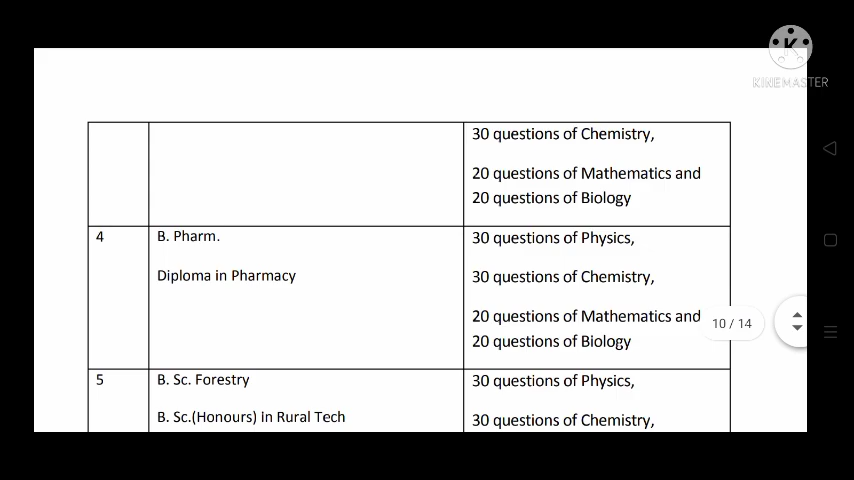 KINEMASTER
30 questions of Chemistry,
20 questions of Mathematics and
20 questions of Biology
4
B. Pharm.
Diploma in Pharmacy
30 questions of Physics,
30 questions of Chemistry,
20 questions of Mathematics and
20 questions of Biology
10 / 14
5
B. Sc. Forestry
B. Sc.(Honours) in Rural Tech
30 questions of Physics,
30 questions of Chemistry,